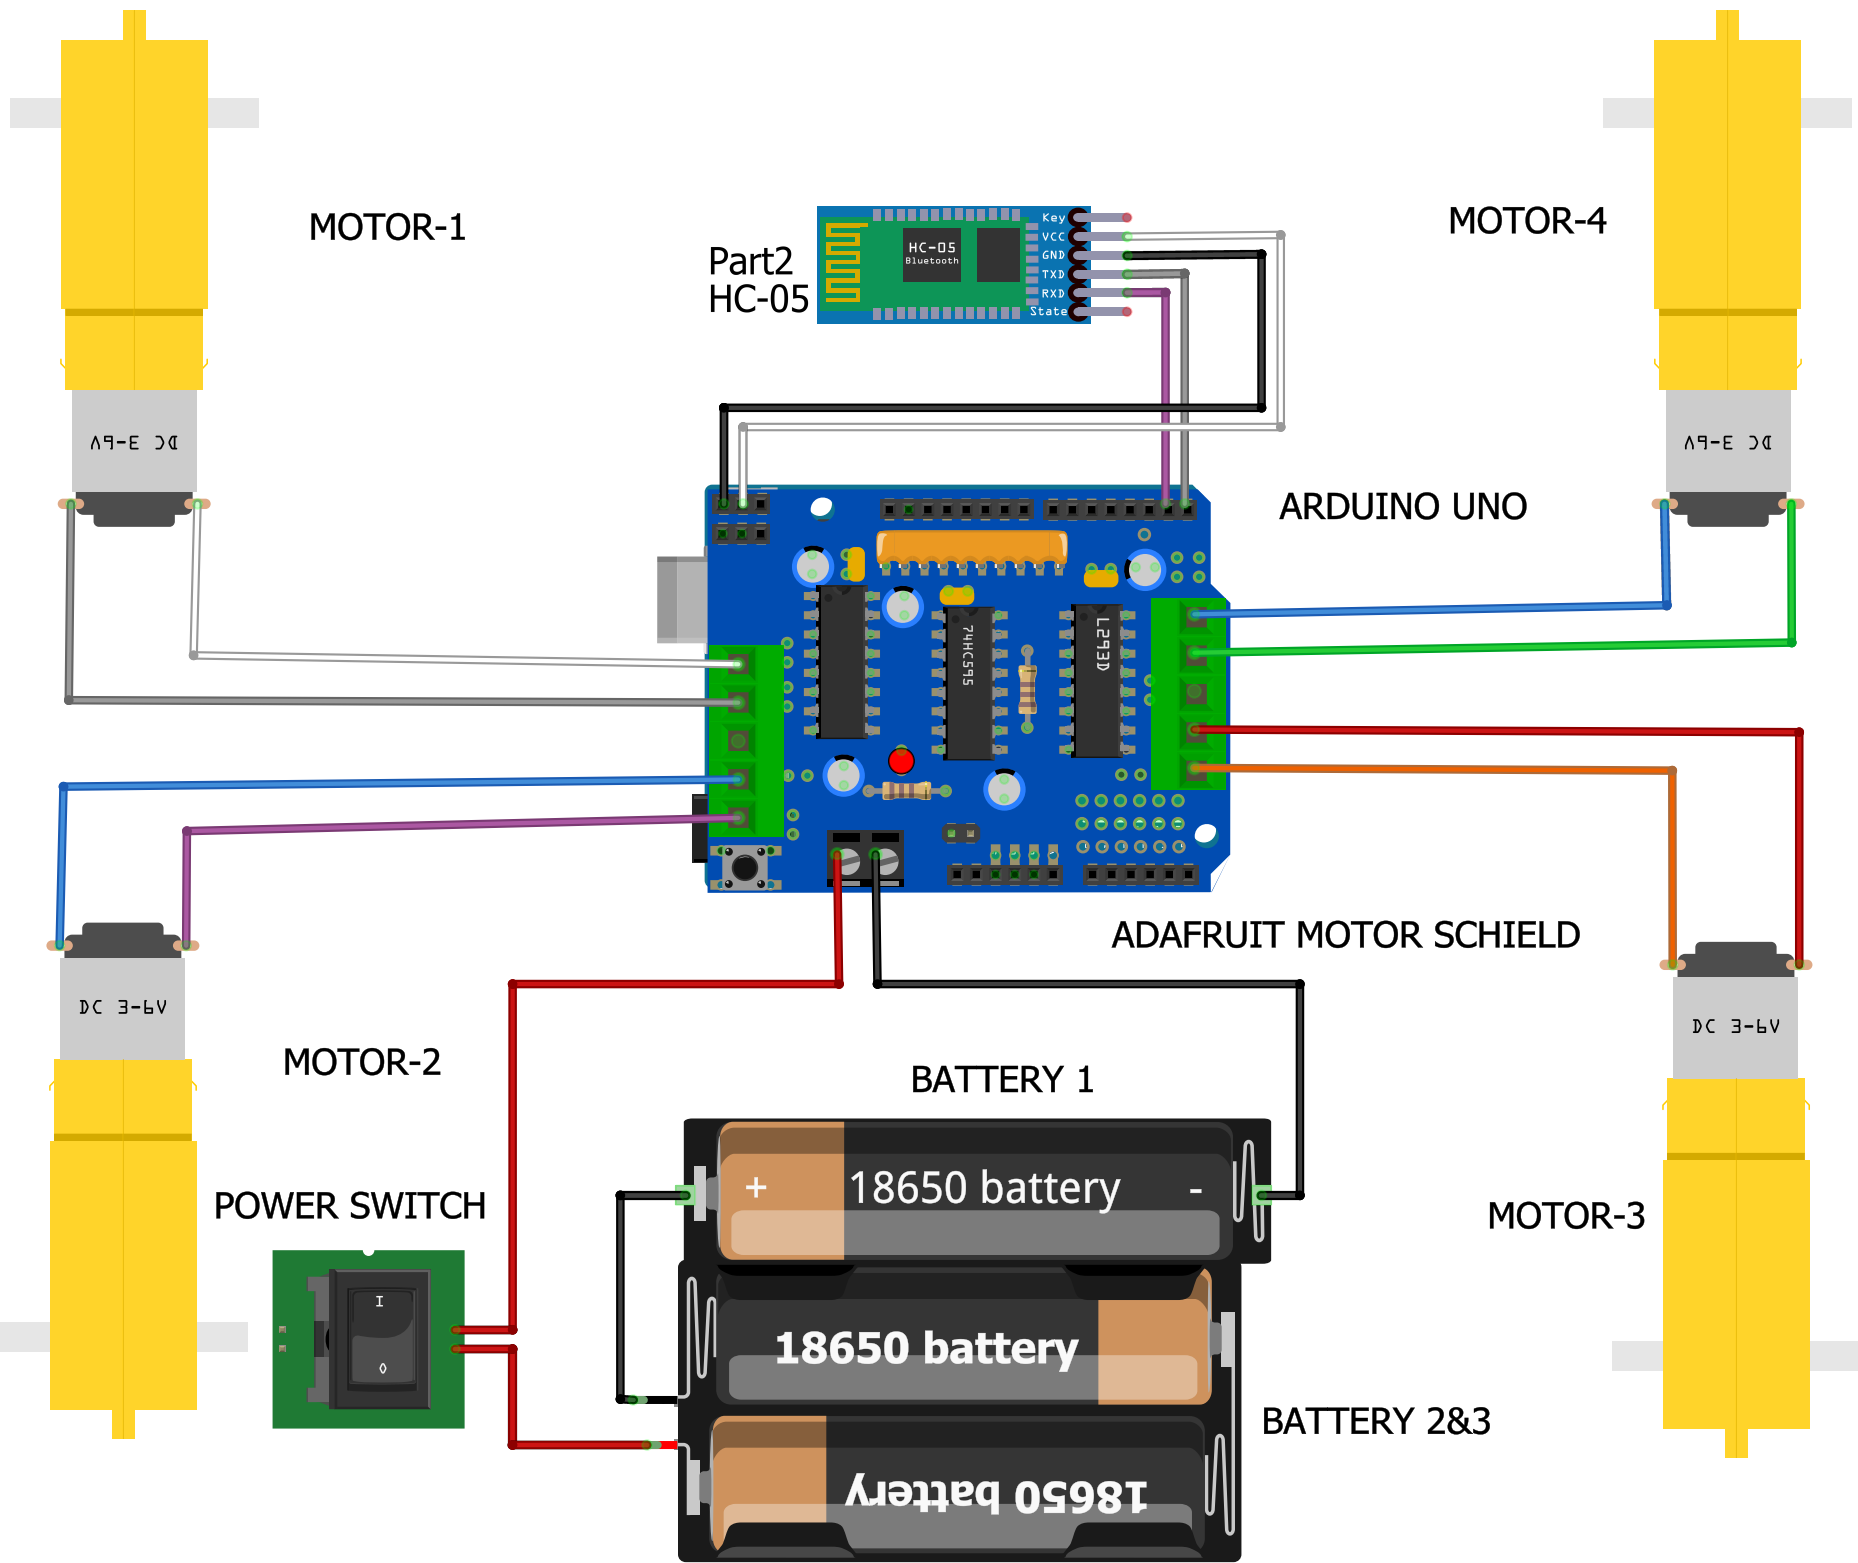 MOTOR-1
MOTOR-4
Part2
HC-05
HC-05
Bluetooth
Key
VCC
GND
TXD
RXD
State
DC 3-6V
DC 3-6V
ARDUINO UNO
74HC595
L293D
ADAFRUIT MOTOR SCHIELD
DC 3-6V
DC 3-6V
MOTOR-2
BATTERY 1
+ 18650 battery -
POWER SWITCH
MOTOR-3
I
O
18650 battery
BATTERY 2&3
18650 battery